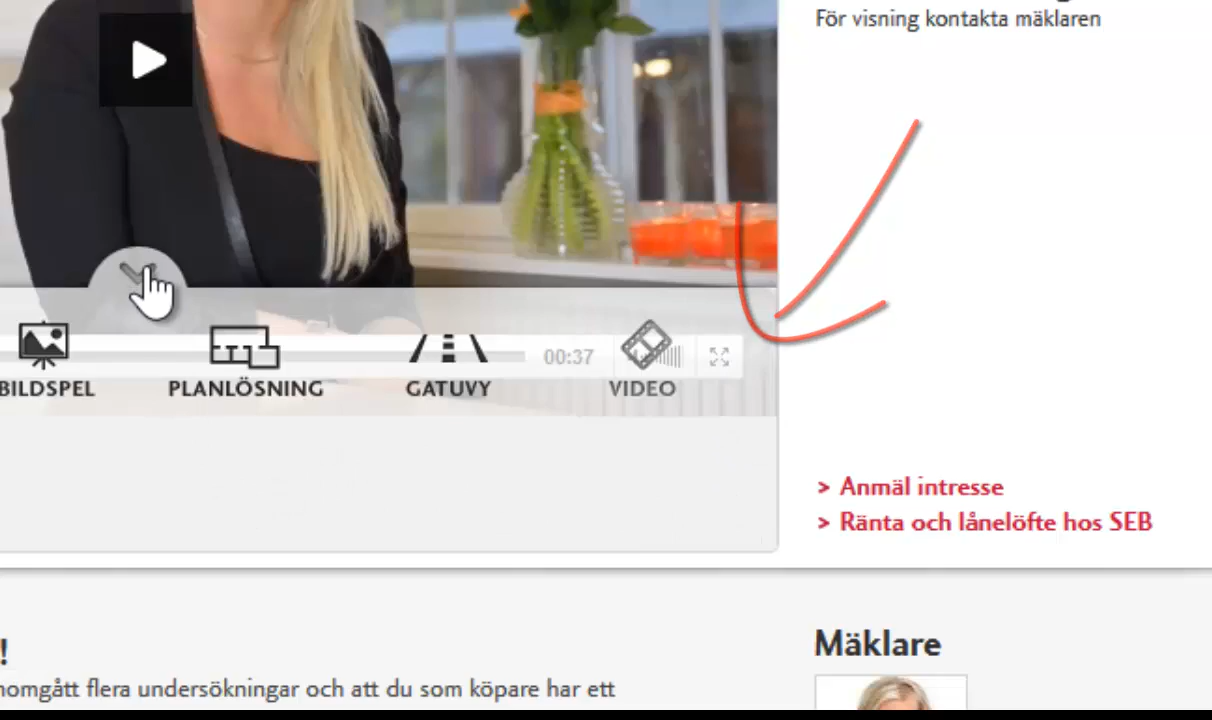 För visning kontakta mäklaren
00:37
BILDSPEL
PLANLÖSNING
GATUVY
VIDEO
> Anmäl intresse
> Ränta och lånelöfte hos SEB
!
flera undersökningar och att du som köpare har ett
Mäklare